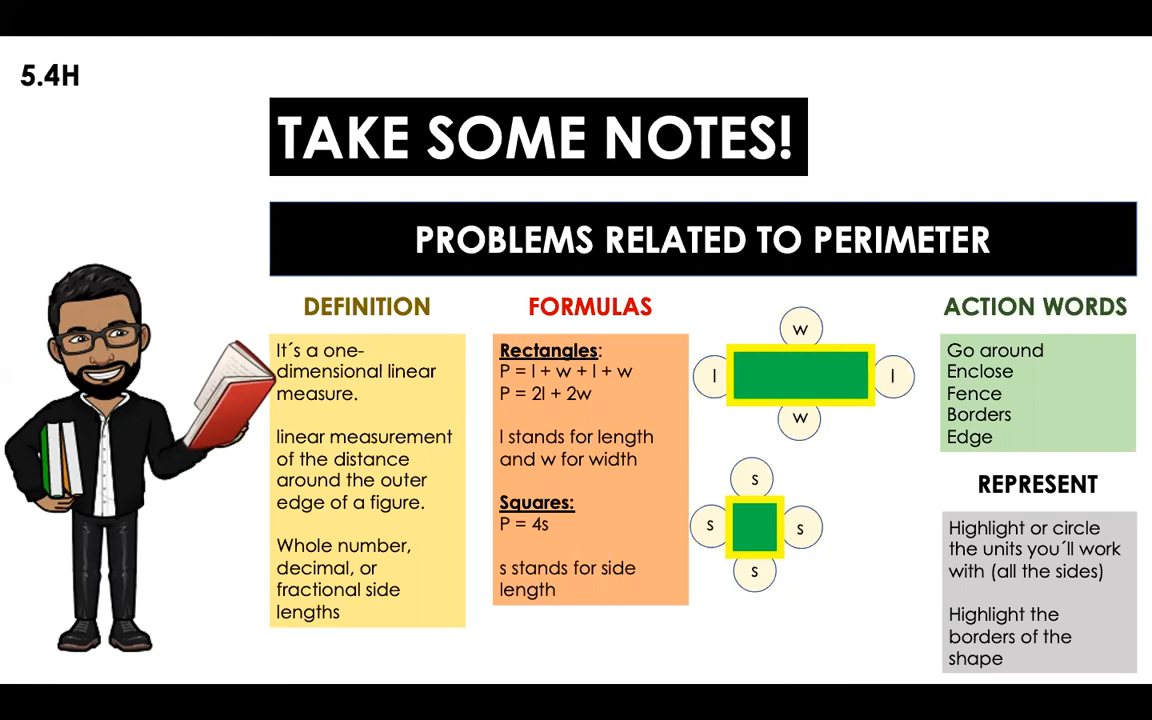 5.4H
TAKE SOME NOTES!
PROBLEMS RELATED TO PERIMETER
DEFINITION
It´s a one-
dimensional linear
measure.
linear measurement
of the distance
around the outer
edge of a figure.
Whole number,
decimal, or
fractional side
lengths
FORMULAS
Rectangles:
P = l + w + l + w
P = 2l + 2w
l stands for length
and w for width
Squares:
P = 4s
s stands for side
length
w
l
l
w
s
s
s
s
ACTION WORDS
Go around
Enclose
Fence
Borders
Edge
REPRESENT
Highlight or circle
the units you´ll work
with (all the sides)
Highlight the
borders of the
shape